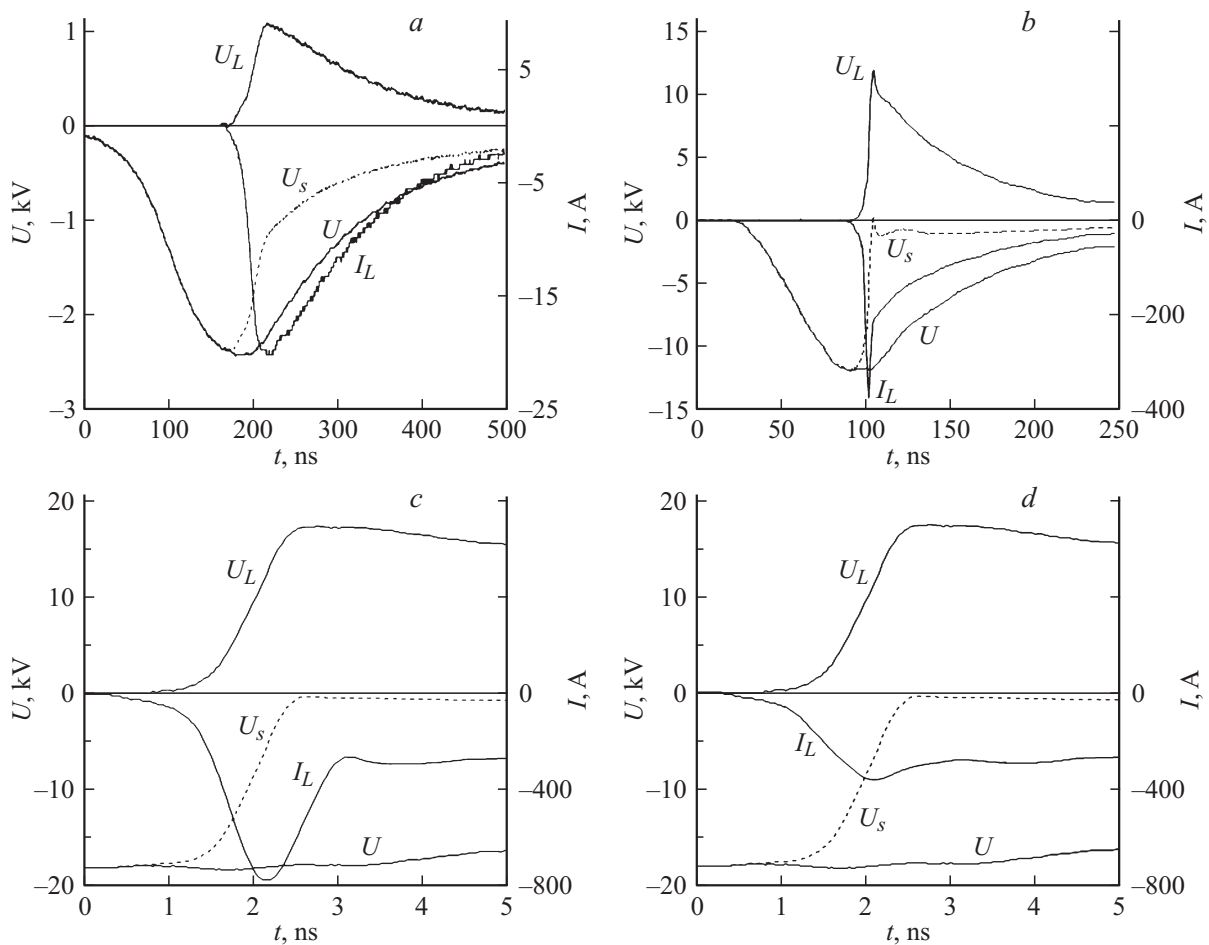 a
U, kV
1
0
–1
–2
–3
U_L
U_s
U
I_L
5
–5
–15
–25
I, A
0 100 200 300 400 500
t, ns
b
U, kV
15
10
5
0
–5
–10
–15
U_L
U_s
U
I_L
0
–200
–400
I, A
0 50 100 150 200 250
t, ns
c
U, kV
20
10
0
–10
–20
U_L
U_s
I_L
U
0
–400
–800
I, A
0 1 2 3 4 5
t, ns
d
U, kV
20
10
0
–10
–20
U_L
I_L
U_s
U
0
–400
–800
I, A
0 1 2 3 4 5
t, ns